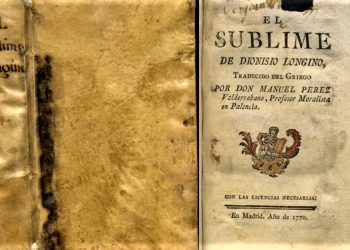 EL
SUBLIME
DE DIONISIO LONGINO,
TRADUCIDO DEL GRIEGO
POR DON MANUEL PEREZ
Valderrabano, Profesor Moralista
en Palencia.
CON LAS LICENCIAS NECESARIAS:
En Madrid. Año de 1770.